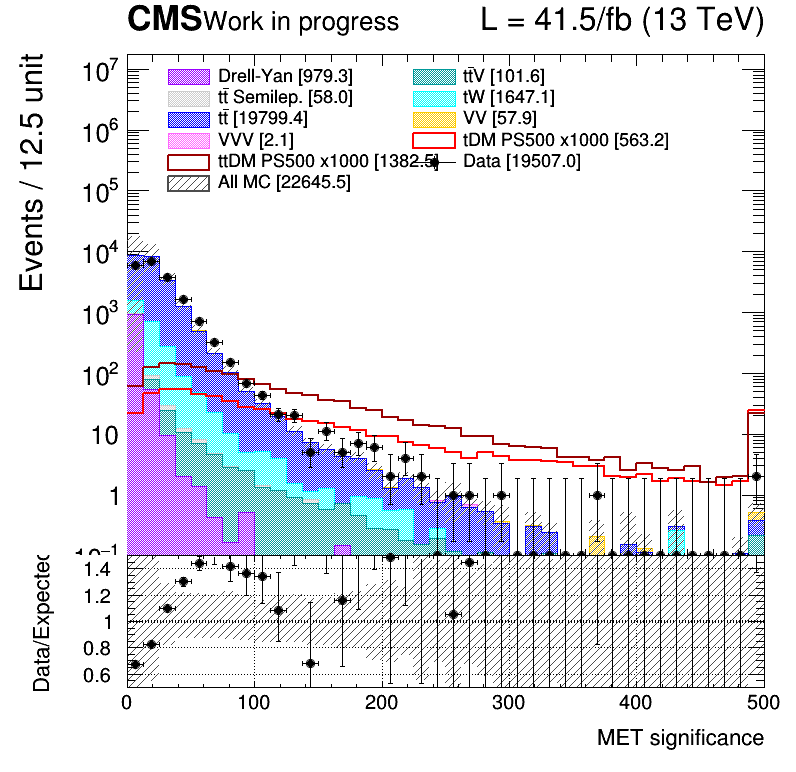 CMS Work in progress L = 41.5/fb (13 TeV)
Drell-Yan [979.3] tt̄V [101.6]
tt̄ Semilep. [58.0] tW [1647.1]
tt̄ [19799.4] VV [57.9]
VVV [2.1] tDM PS500 x1000 [563.2]
ttDM PS500 x1000 [1382.5] Data [19507.0]
All MC [22645.5]
Events / 12.5 unit
10⁷
10⁶
10⁵
10⁴
10³
10²
10
1
10⁻¹
Data/Expected
1.4
1.2
1
0.8
0.6
0 100 200 300 400 500
MET significance